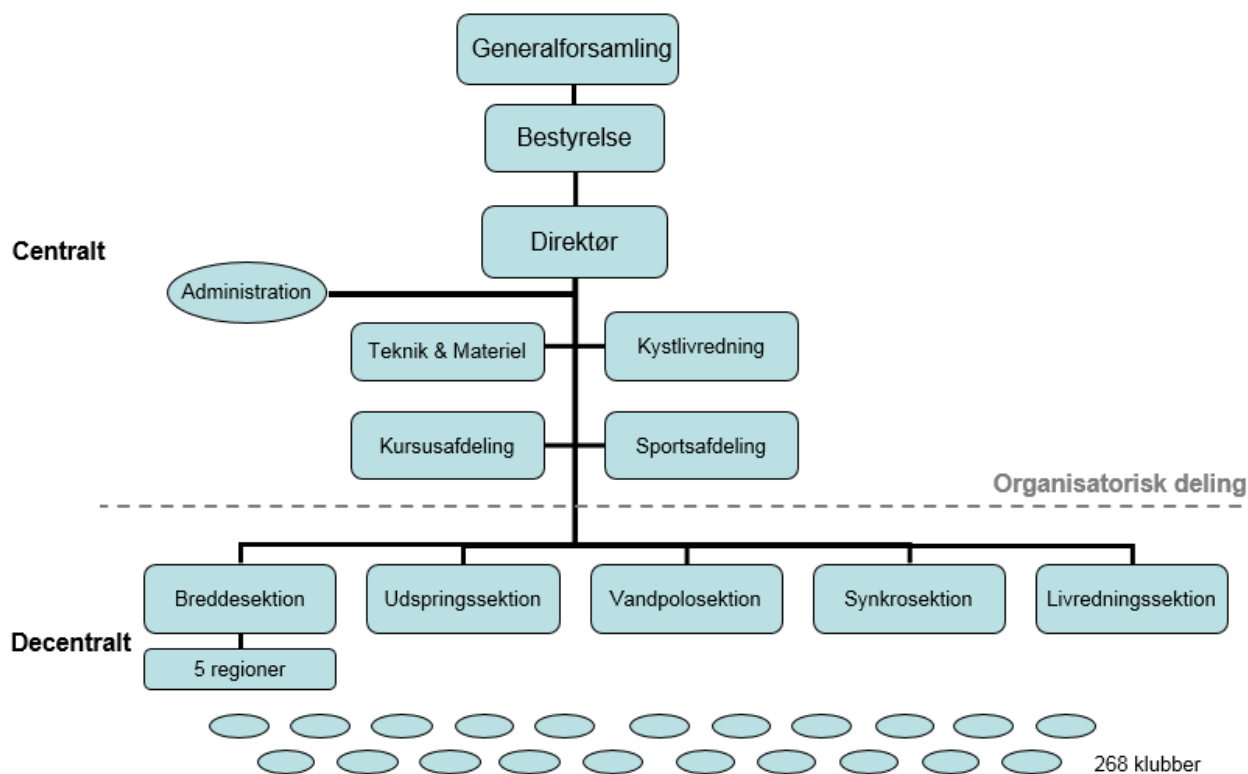 Generalforsamling
Bestyrelse
Direktør
Centralt
Administration
Teknik & Materiel
Kystlivredning
Kursusafdeling
Sportsafdeling
Organisatorisk deling
Breddesektion
Udspringssektion
Vandpolosektion
Synkrosektion
Livredningssektion
Decentralt
5 regioner
268 klubber